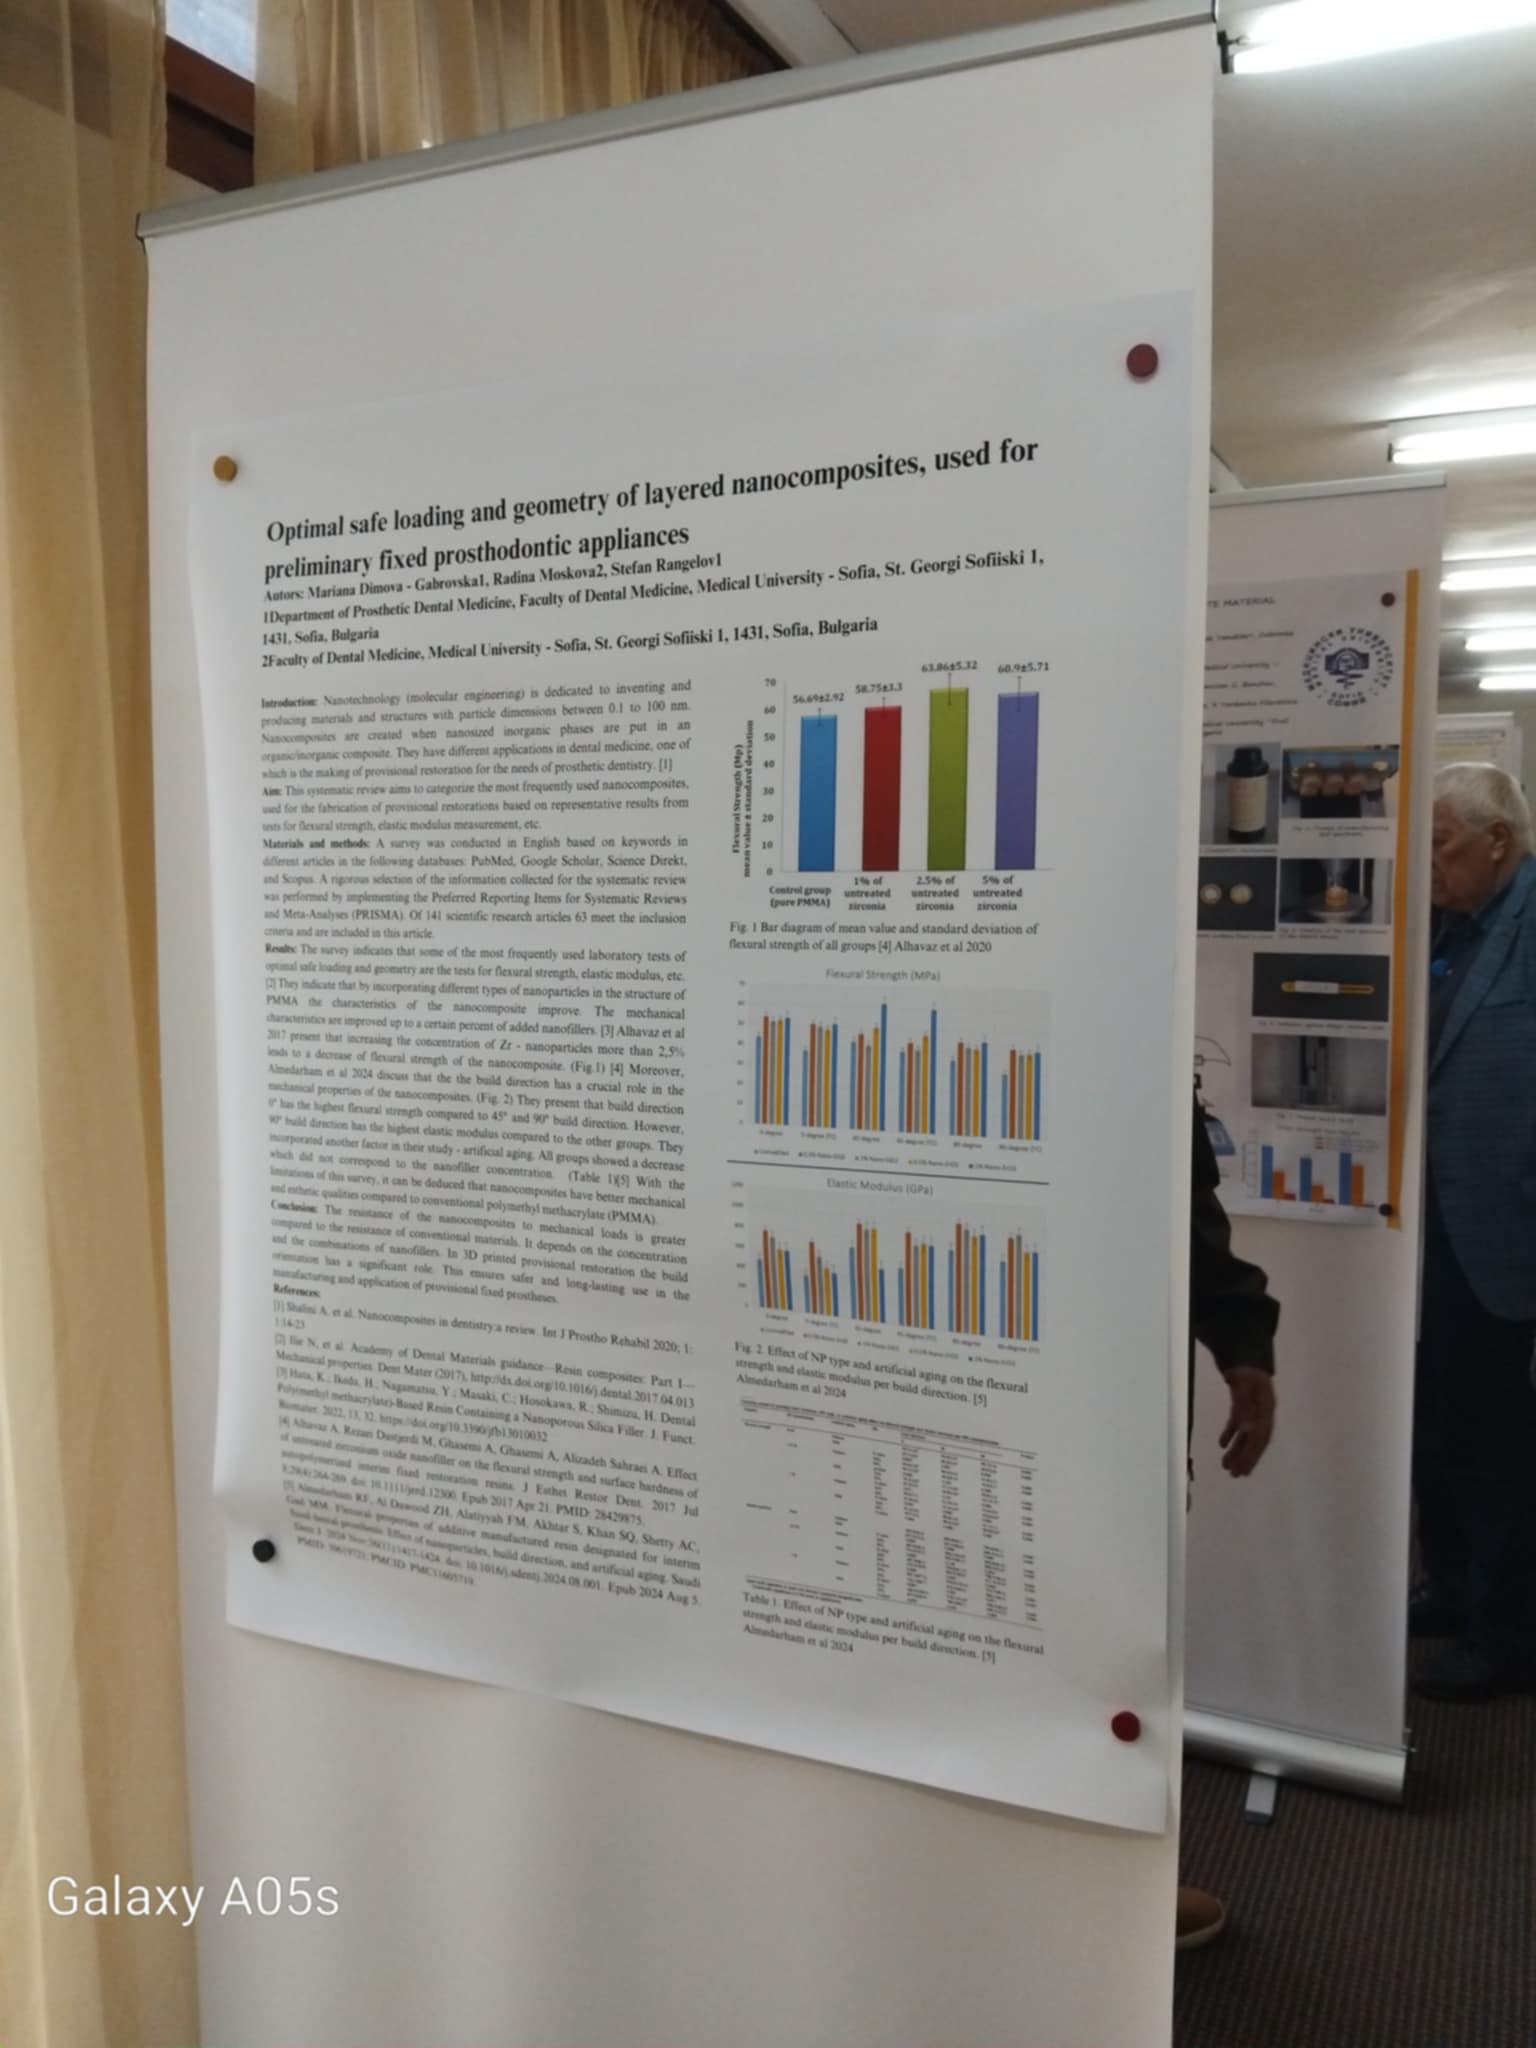 Optimal safe loading and geometry of layered nanocomposites, used for
preliminary fixed prosthodontic appliances
Autors: Mariana Dimova - Gabrovska1, Radina Moskova2, Stefan Rangelov1
1Department of Prosthetic Dental Medicine, Faculty of Dental Medicine, Medical University - Sofia, St. Georgi Sofiiski 1,
1431, Sofia, Bulgaria
2Faculty of Dental Medicine, Medical University - Sofia, St. Georgi Sofiiski 1, 1431, Sofia, Bulgaria
Introduction: Nanotechnology (molecular engineering) is dedicated to inventing and
producing materials and structures with particle dimensions between 0.1 to 100 nm.
Nanocomposites are created when nanosized inorganic phases are put in an
organic/inorganic composite. They have different applications in dental medicine, one of
which is the making of provisional restoration for the needs of prosthetic dentistry. [1]
Aim: This systematic review aims to categorize the most frequently used nanocomposites,
used for the fabrication of provisional restorations based on representative results from
tests for flexural strength, elastic modulus measurement, etc.
Materials and methods: A survey was conducted in English based on keywords in
different articles in the following databases: PubMed, Google Scholar, Science Direkt,
and Scopus. A rigorous selection of the information collected for the systematic review
was performed by implementing the Preferred Reporting Items for Systematic Reviews
and Meta-Analyses (PRISMA). Of 141 scientific research articles 63 meet the inclusion
criteria and are included in this article.
Results: The survey indicates that some of the most frequently used laboratory tests of
optimal safe loading and geometry are the tests for flexural strength, elastic modulus, etc.
[2] They indicate that by incorporating different types of nanoparticles in the structure of
PMMA the characteristics of the nanocomposite improve. The mechanical
characteristics are improved up to a certain percent of added nanofillers. [3] Alhavaz et al
2017 present that increasing the concentration of Zr - nanoparticles more than 2,5%
leads to a decrease of flexural strength of the nanocomposite. (Fig.1) [4] Moreover,
Almedarham et al 2024 discuss that the the build direction has a crucial role in the
mechanical properties of the nanocomposites. (Fig. 2) They present that build direction
0° has the highest flexural strength compared to 45° and 90° build direction. However,
90° build direction has the highest elastic modulus compared to the other groups. They
incorporated another factor in their study - artificial aging. All groups showed a decrease
which did not correspond to the nanofiller concentration. (Table 1)[5] With the
limitations of this survey, it can be deduced that nanocomposites have better mechanical
and esthetic qualities compared to conventional polymethyl methacrylate (PMMA).
Conclusion: The resistance of the nanocomposites to mechanical loads is greater
compared to the resistance of conventional materials. It depends on the concentration
and the combinations of nanofillers. In 3D printed provisional restoration the build
orientation has a significant role. This ensures safer and long-lasting use in the
manufacturing and application of provisional fixed prostheses.
References:
[1] Shalini A. et al. Nanocomposites in dentistry:a review. Int J Prostho Rehabil 2020; 1:
1:14-23
[2] Ilie N, et al. Academy of Dental Materials guidance—Resin composites: Part I—
Mechanical properties. Dent Mater (2017), http://dx.doi.org/10.1016/j.dental.2017.04.013
[3] Hata, K.; Ikeda, H.; Nagamatsu, Y.; Masaki, C.; Hosokawa, R.; Shimizu, H. Dental
Poly(methyl methacrylate)-Based Resin Containing a Nanoporous Silica Filler. J. Funct.
Biomater. 2022, 13, 32. https://doi.org/10.3390/jfb13010032
[4] Alhavaz A, Rezaei Dastjerdi M, Ghasemi A, Ghasemi A, Alizadeh Sahraei A. Effect
of untreated zirconium oxide nanofiller on the flexural strength and surface hardness of
autopolymerized interim fixed restoration resins. J Esthet Restor Dent. 2017 Jul
8;29(4):264-269. doi: 10.1111/jerd.12300. Epub 2017 Apr 21. PMID: 28429875.
[5] Almedarham RF, Al Dawood ZH, Alatiyyah FM, Akhtar S, Khan SQ, Shetty AC,
Gad MM. Flexural properties of additive manufactured resin designated for interim
fixed dental prosthesis: Effect of nanoparticles, build direction, and artificial aging. Saudi
Dent J. 2024 Nov;36(11):1417-1424. doi: 10.1016/j.sdentj.2024.08.001. Epub 2024 Aug 5.
PMID: 39619721; PMCID: PMC11605719.
Flexural Strength (Mp)
mean value ± standard deviation
70
60
50
40
30
20
10
0
56.69±2.92
58.75±3.3
63.86±5.32
60.9±5.71
Control group
(pure PMMA)
1% of
untreated
zirconia
2.5% of
untreated
zirconia
5% of
untreated
zirconia
Fig. 1 Bar diagram of mean value and standard deviation of
flexural strength of all groups [4] Alhavaz et al 2020
Flexural Strength (MPa)
Elastic Modulus (GPa)
Fig. 2. Effect of NP type and artificial aging on the flexural
strength and elastic modulus per build direction. [5]
Almedarham et al 2024
Table 1. Effect of NP type and artificial aging on the flexural
strength and elastic modulus per build direction. [5]
Almedarham et al 2024
TE MATERIAL
Galaxy A05s